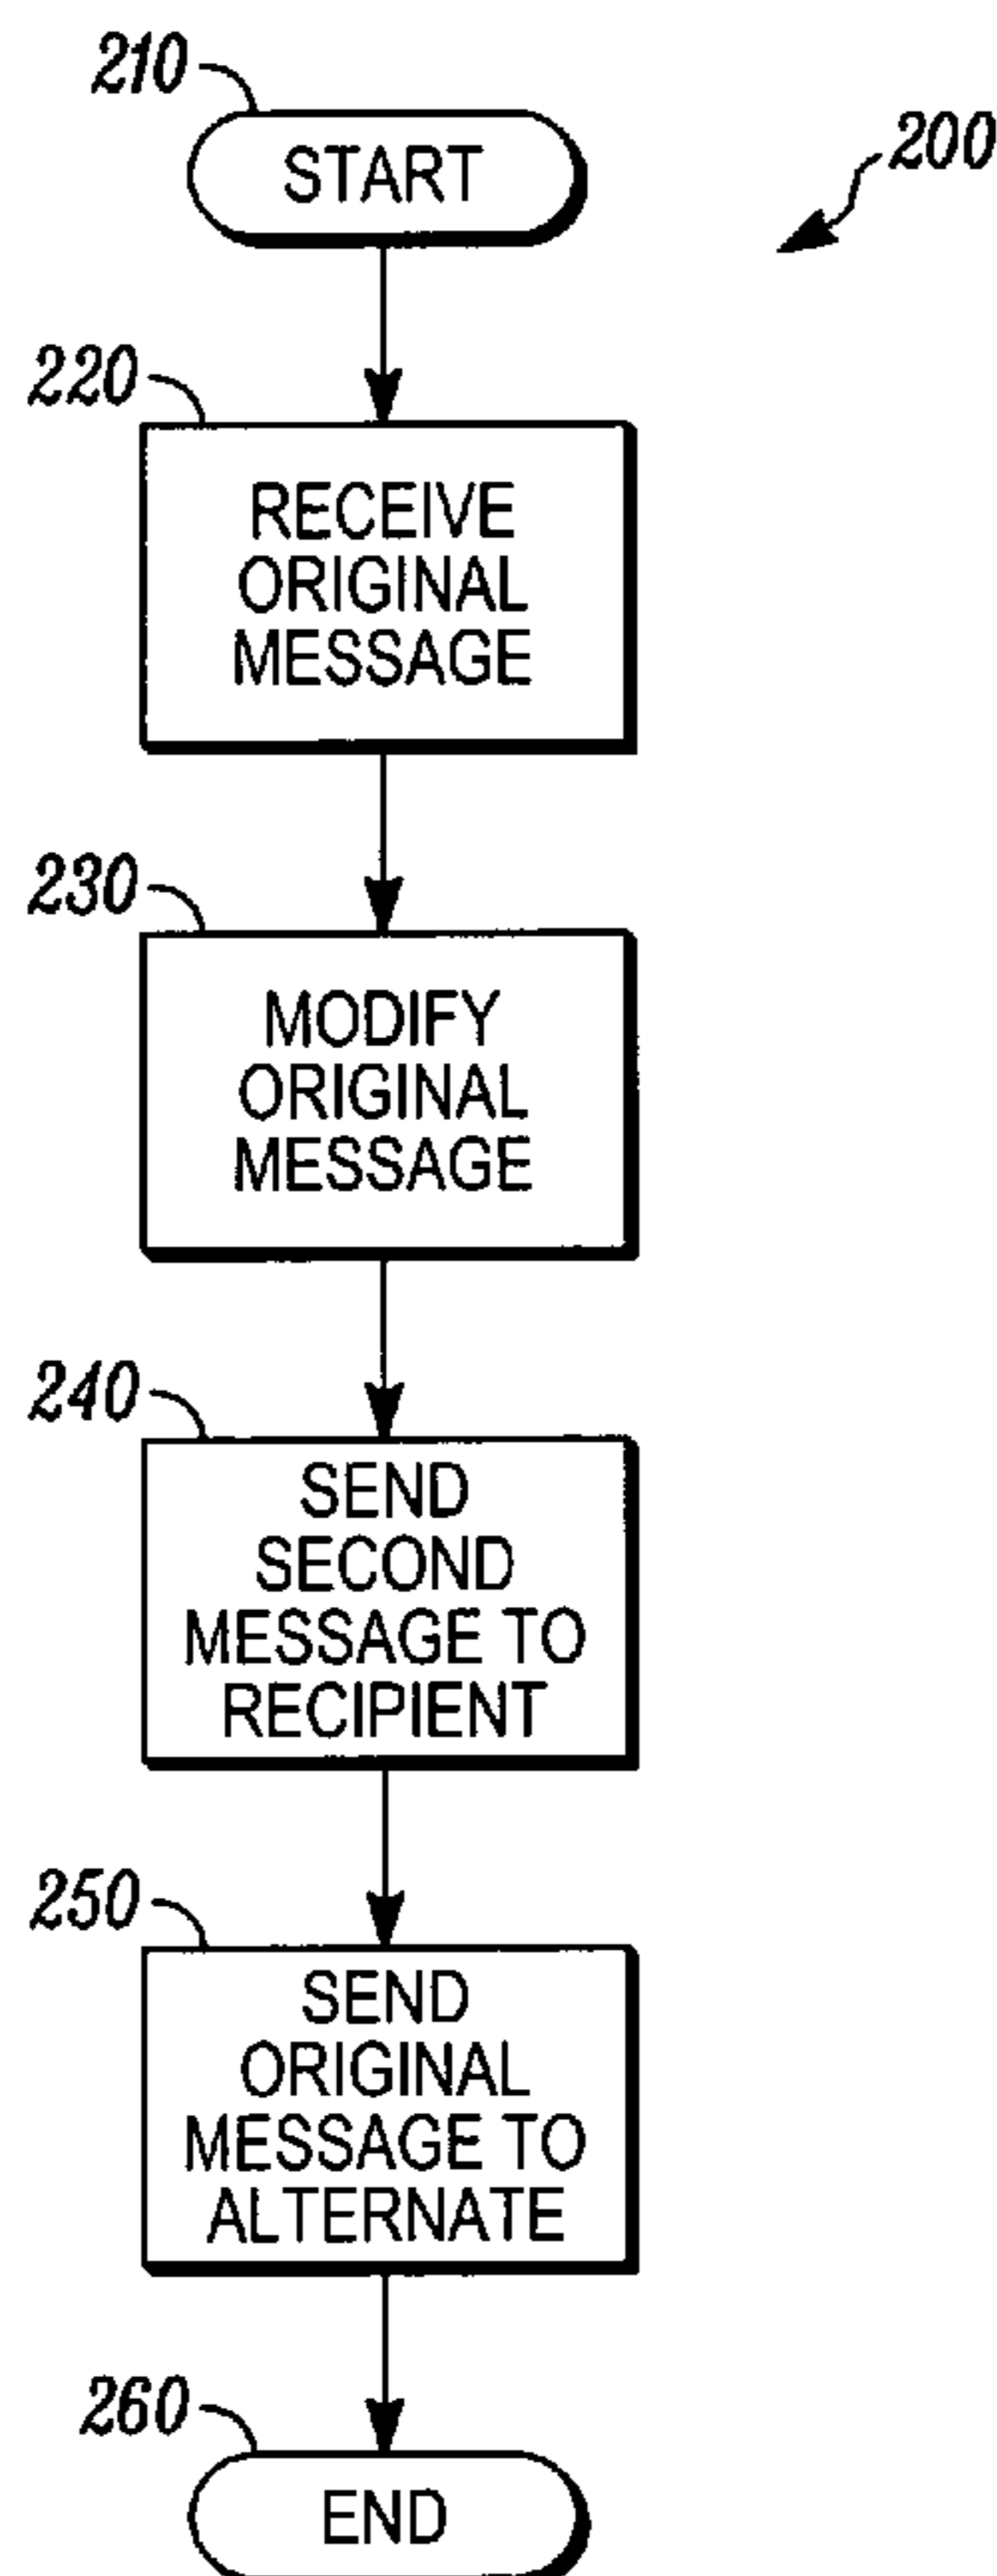 210
START
200
220
RECEIVE
ORIGINAL
MESSAGE
230
MODIFY
ORIGINAL
MESSAGE
240
SEND
SECOND
MESSAGE TO
RECIPIENT
250
SEND
ORIGINAL
MESSAGE TO
ALTERNATE
260
END